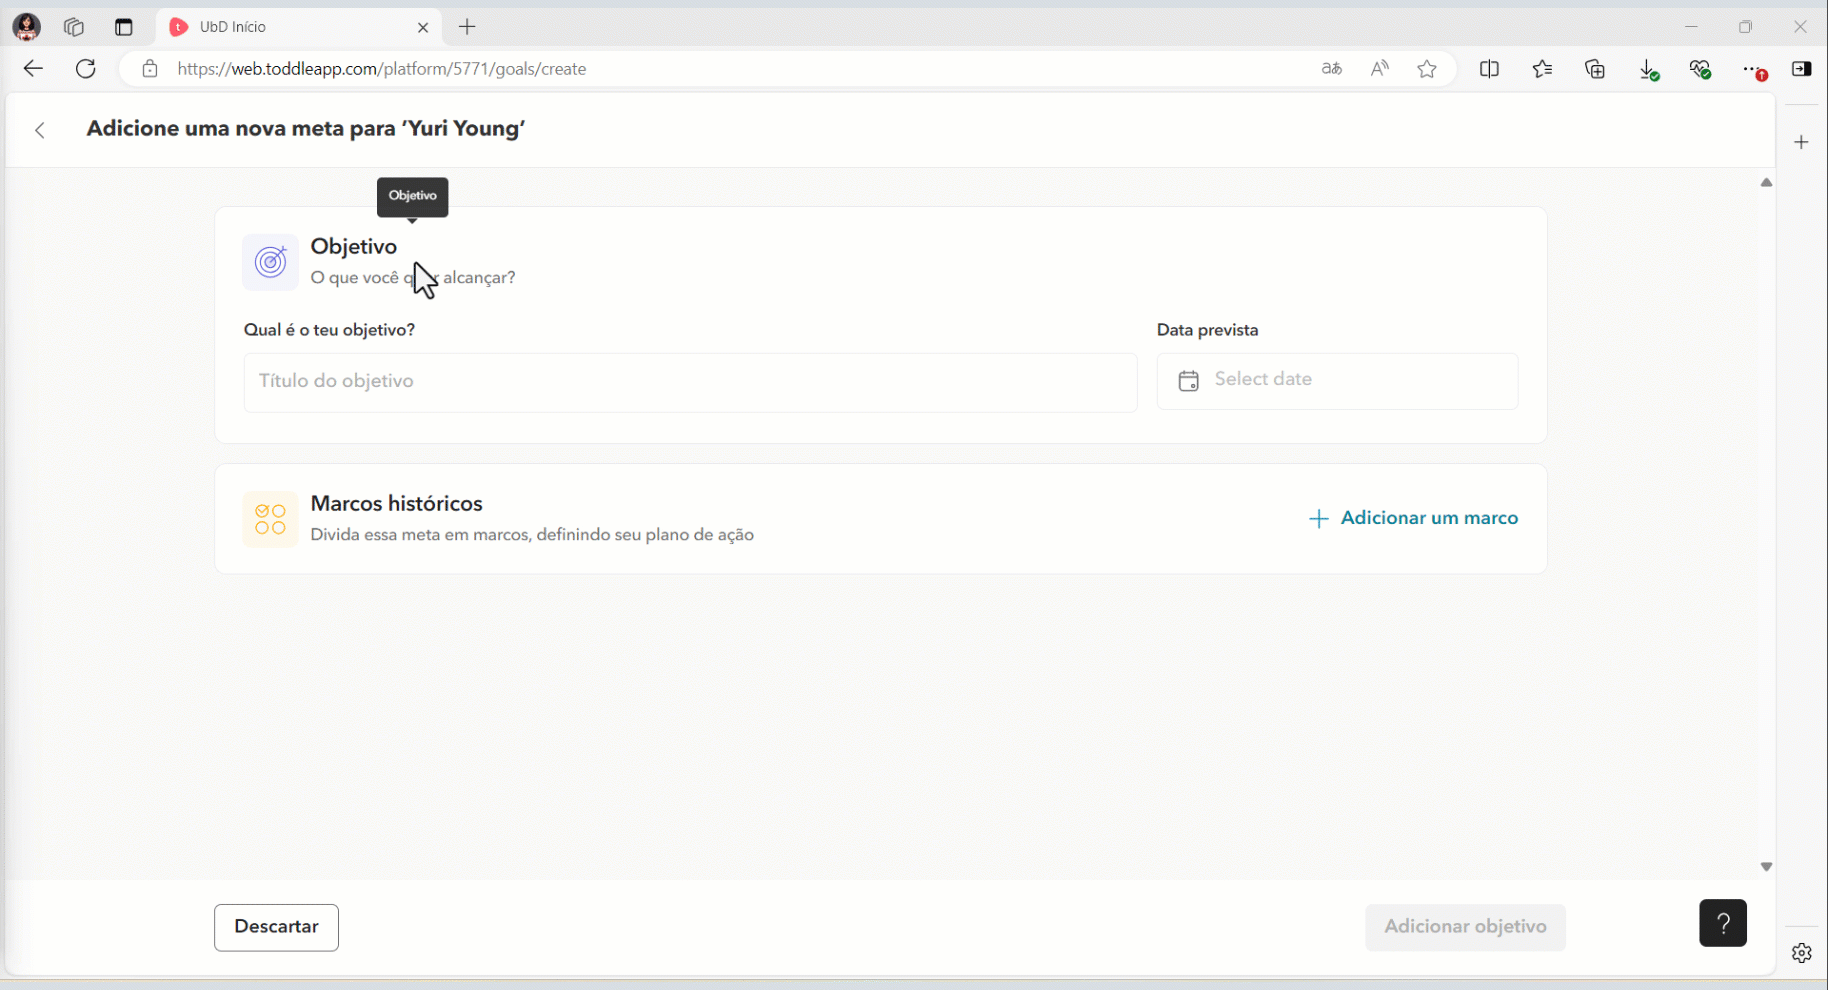 UbD Início
https://web.toddleapp.com/platform/5771/goals/create
Adicione uma nova meta para ‘Yuri Young’
Objetivo
Objetivo
O que você alcançar?
Qual é o teu objetivo?
Data prevista
Título do objetivo
Select date
Marcos históricos
Divida essa meta em marcos, definindo seu plano de ação
Adicionar um marco
Descartar
Adicionar objetivo
?